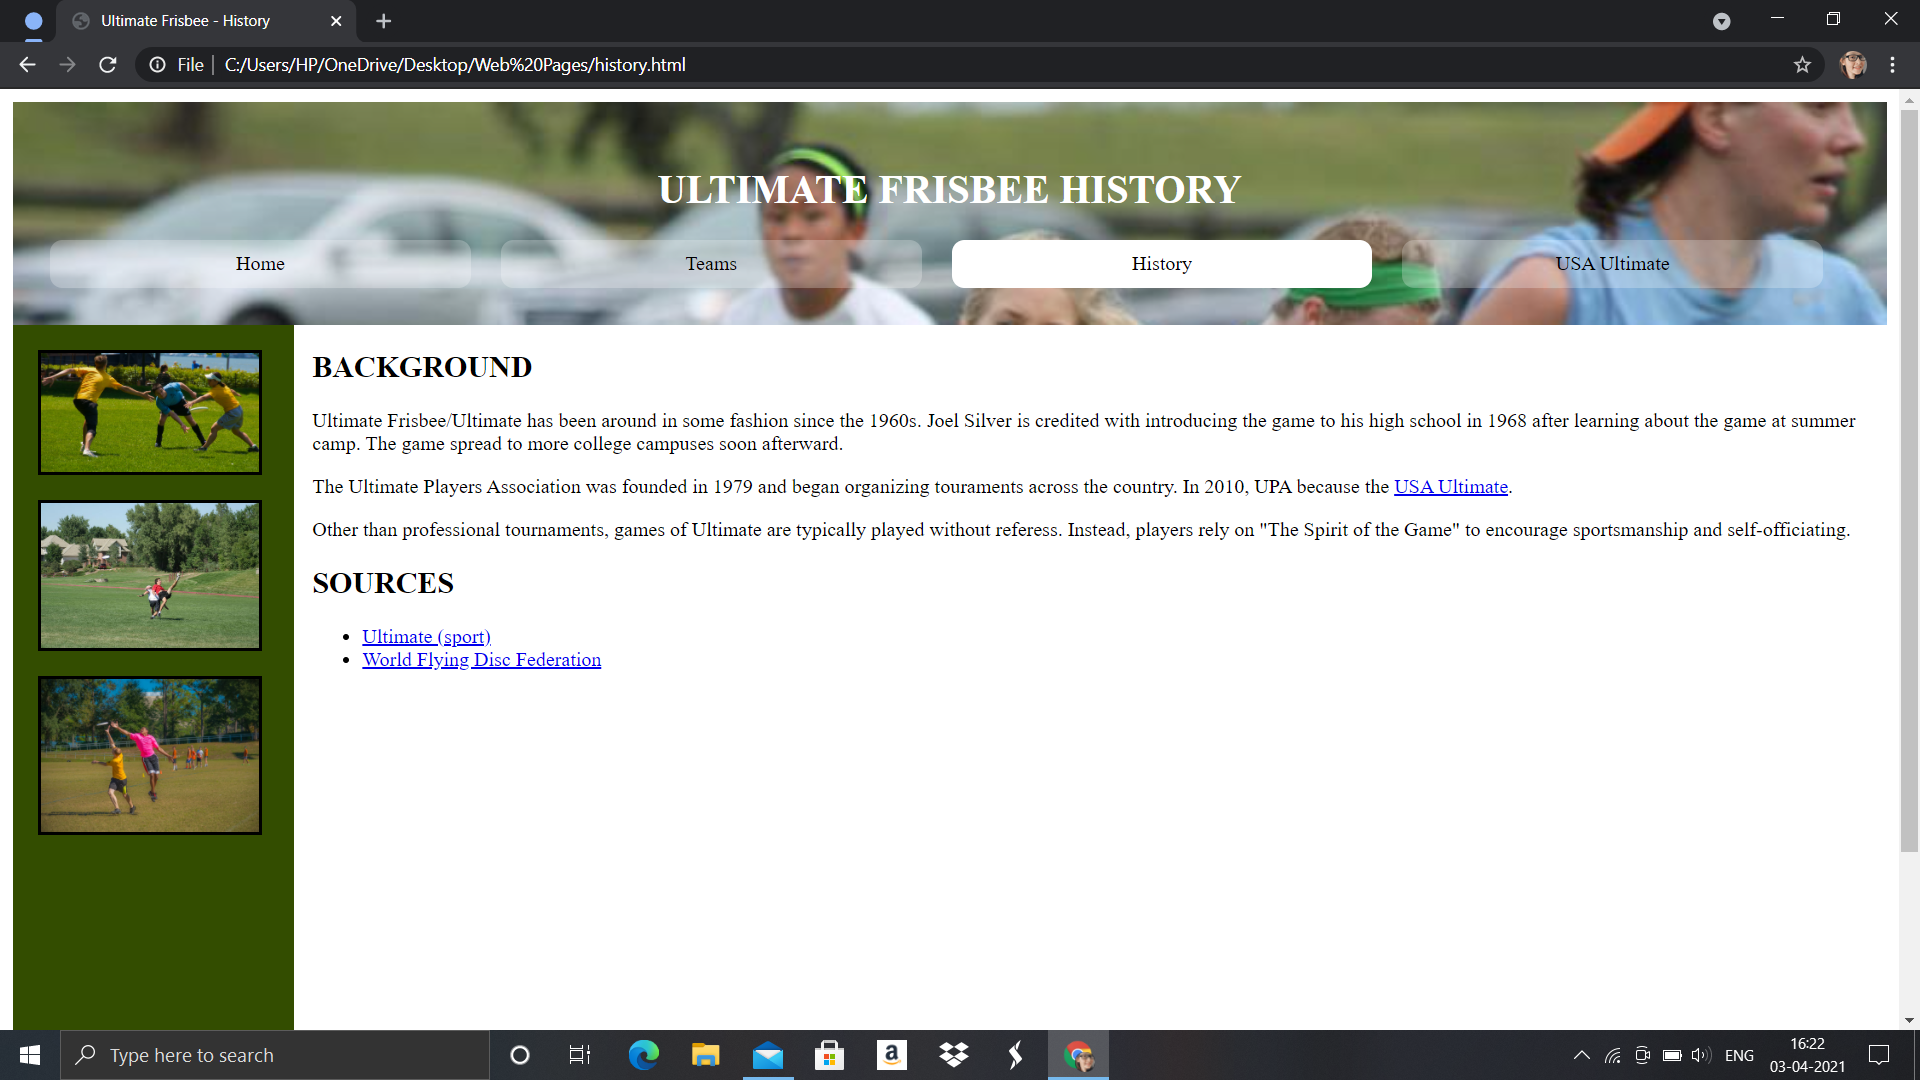 Ultimate Frisbee - History
File
C:/Users/HP/OneDrive/Desktop/Web%20Pages/history.html
ULTIMATE FRISBEE HISTORY
Home
Teams
History
USA Ultimate
BACKGROUND
Ultimate Frisbee/Ultimate has been around in some fashion since the 1960s. Joel Silver is credited with introducing the game to his high school in 1968 after learning about the game at summer
camp. The game spread to more college campuses soon afterward.
The Ultimate Players Association was founded in 1979 and began organizing touraments across the country. In 2010, UPA because the USA Ultimate.
Other than professional tournaments, games of Ultimate are typically played without referess. Instead, players rely on "The Spirit of the Game" to encourage sportsmanship and self-officiating.
SOURCES
• Ultimate (sport)
• World Flying Disc Federation
Type here to search
a
ENG
16:22
03-04-2021